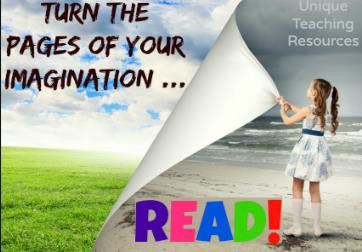 TURN THE
PAGES OF YOUR
IMAGINATION ...
Unique
Teaching
Resources
READ!